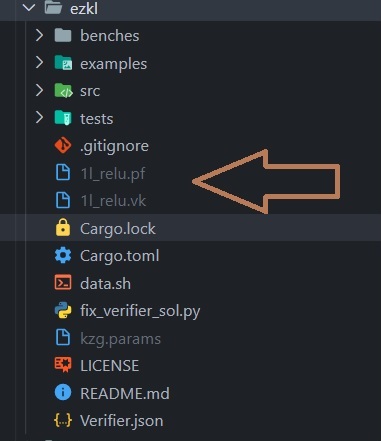 ezkl
benches
examples
src
tests
.gitignore
1l_relu.pf
1l_relu.vk
Cargo.lock
Cargo.toml
data.sh
fix_verifier_sol.py
kzg.params
LICENSE
README.md
Verifier.json